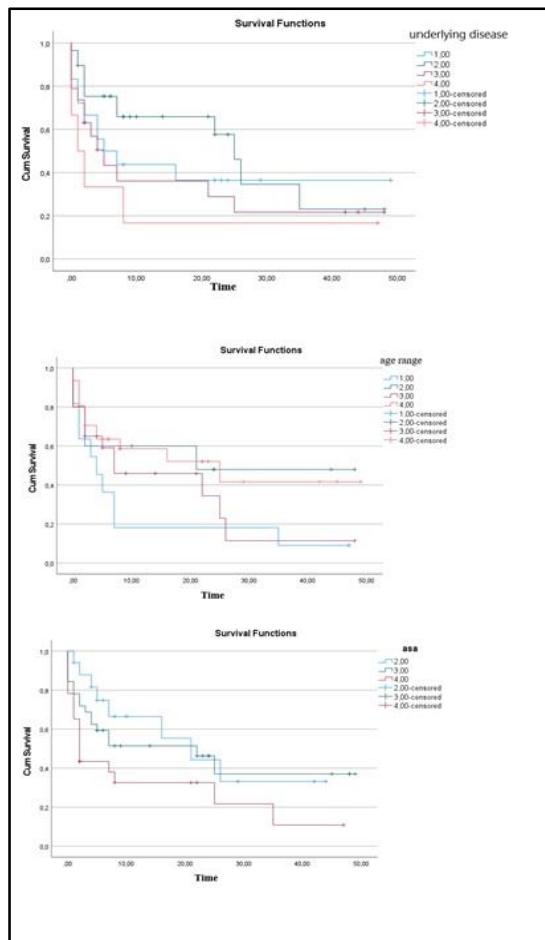 Survival Functions
underlying disease
1,00
2,00
3,00
4,00
1,00-censored
2,00-censored
3,00-censored
4,00-censored
Cum Survival
1,0
0,8
0,6
0,4
0,2
0,0
,00 10,00 20,00 30,00 40,00 50,00
Time
Survival Functions
age range
1,00
2,00
3,00
4,00
1,00-censored
2,00-censored
3,00-censored
4,00-censored
Cum Survival
1,0
0,8
0,6
0,4
0,2
0,0
,00 10,00 20,00 30,00 40,00 50,00
Time
Survival Functions
asa
2,00
3,00
4,00
2,00-censored
3,00-censored
4,00-censored
Cum Survival
1,0
0,8
0,6
0,4
0,2
0,0
,00 10,00 20,00 30,00 40,00 50,00
Time